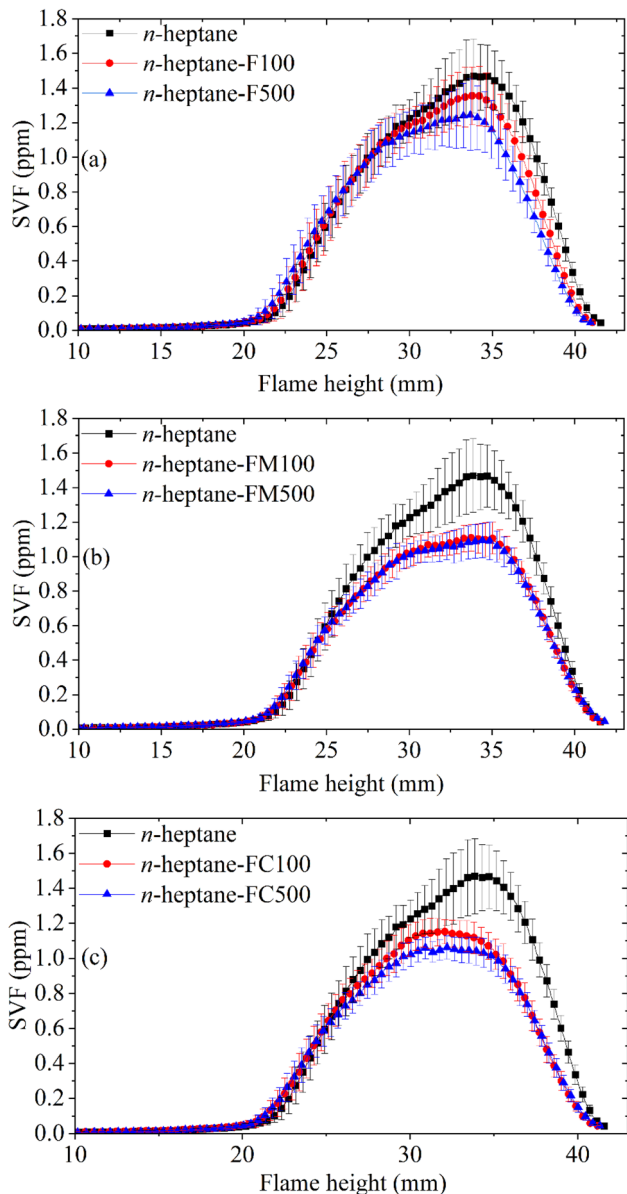 1.8
n-heptane
1.6
n-heptane-F100
1.4
n-heptane-F500
1.2
1.0
(a)
0.8
0.6
0.4
0.2
0.0
SVF (ppm)
10 15 20 25 30 35 40
Flame height (mm)
1.8
n-heptane
1.6
n-heptane-FM100
1.4
n-heptane-FM500
1.2
1.0
(b)
0.8
0.6
0.4
0.2
0.0
SVF (ppm)
10 15 20 25 30 35 40
Flame height (mm)
1.8
n-heptane
1.6
n-heptane-FC100
1.4
n-heptane-FC500
1.2
1.0
(c)
0.8
0.6
0.4
0.2
0.0
SVF (ppm)
10 15 20 25 30 35 40
Flame height (mm)